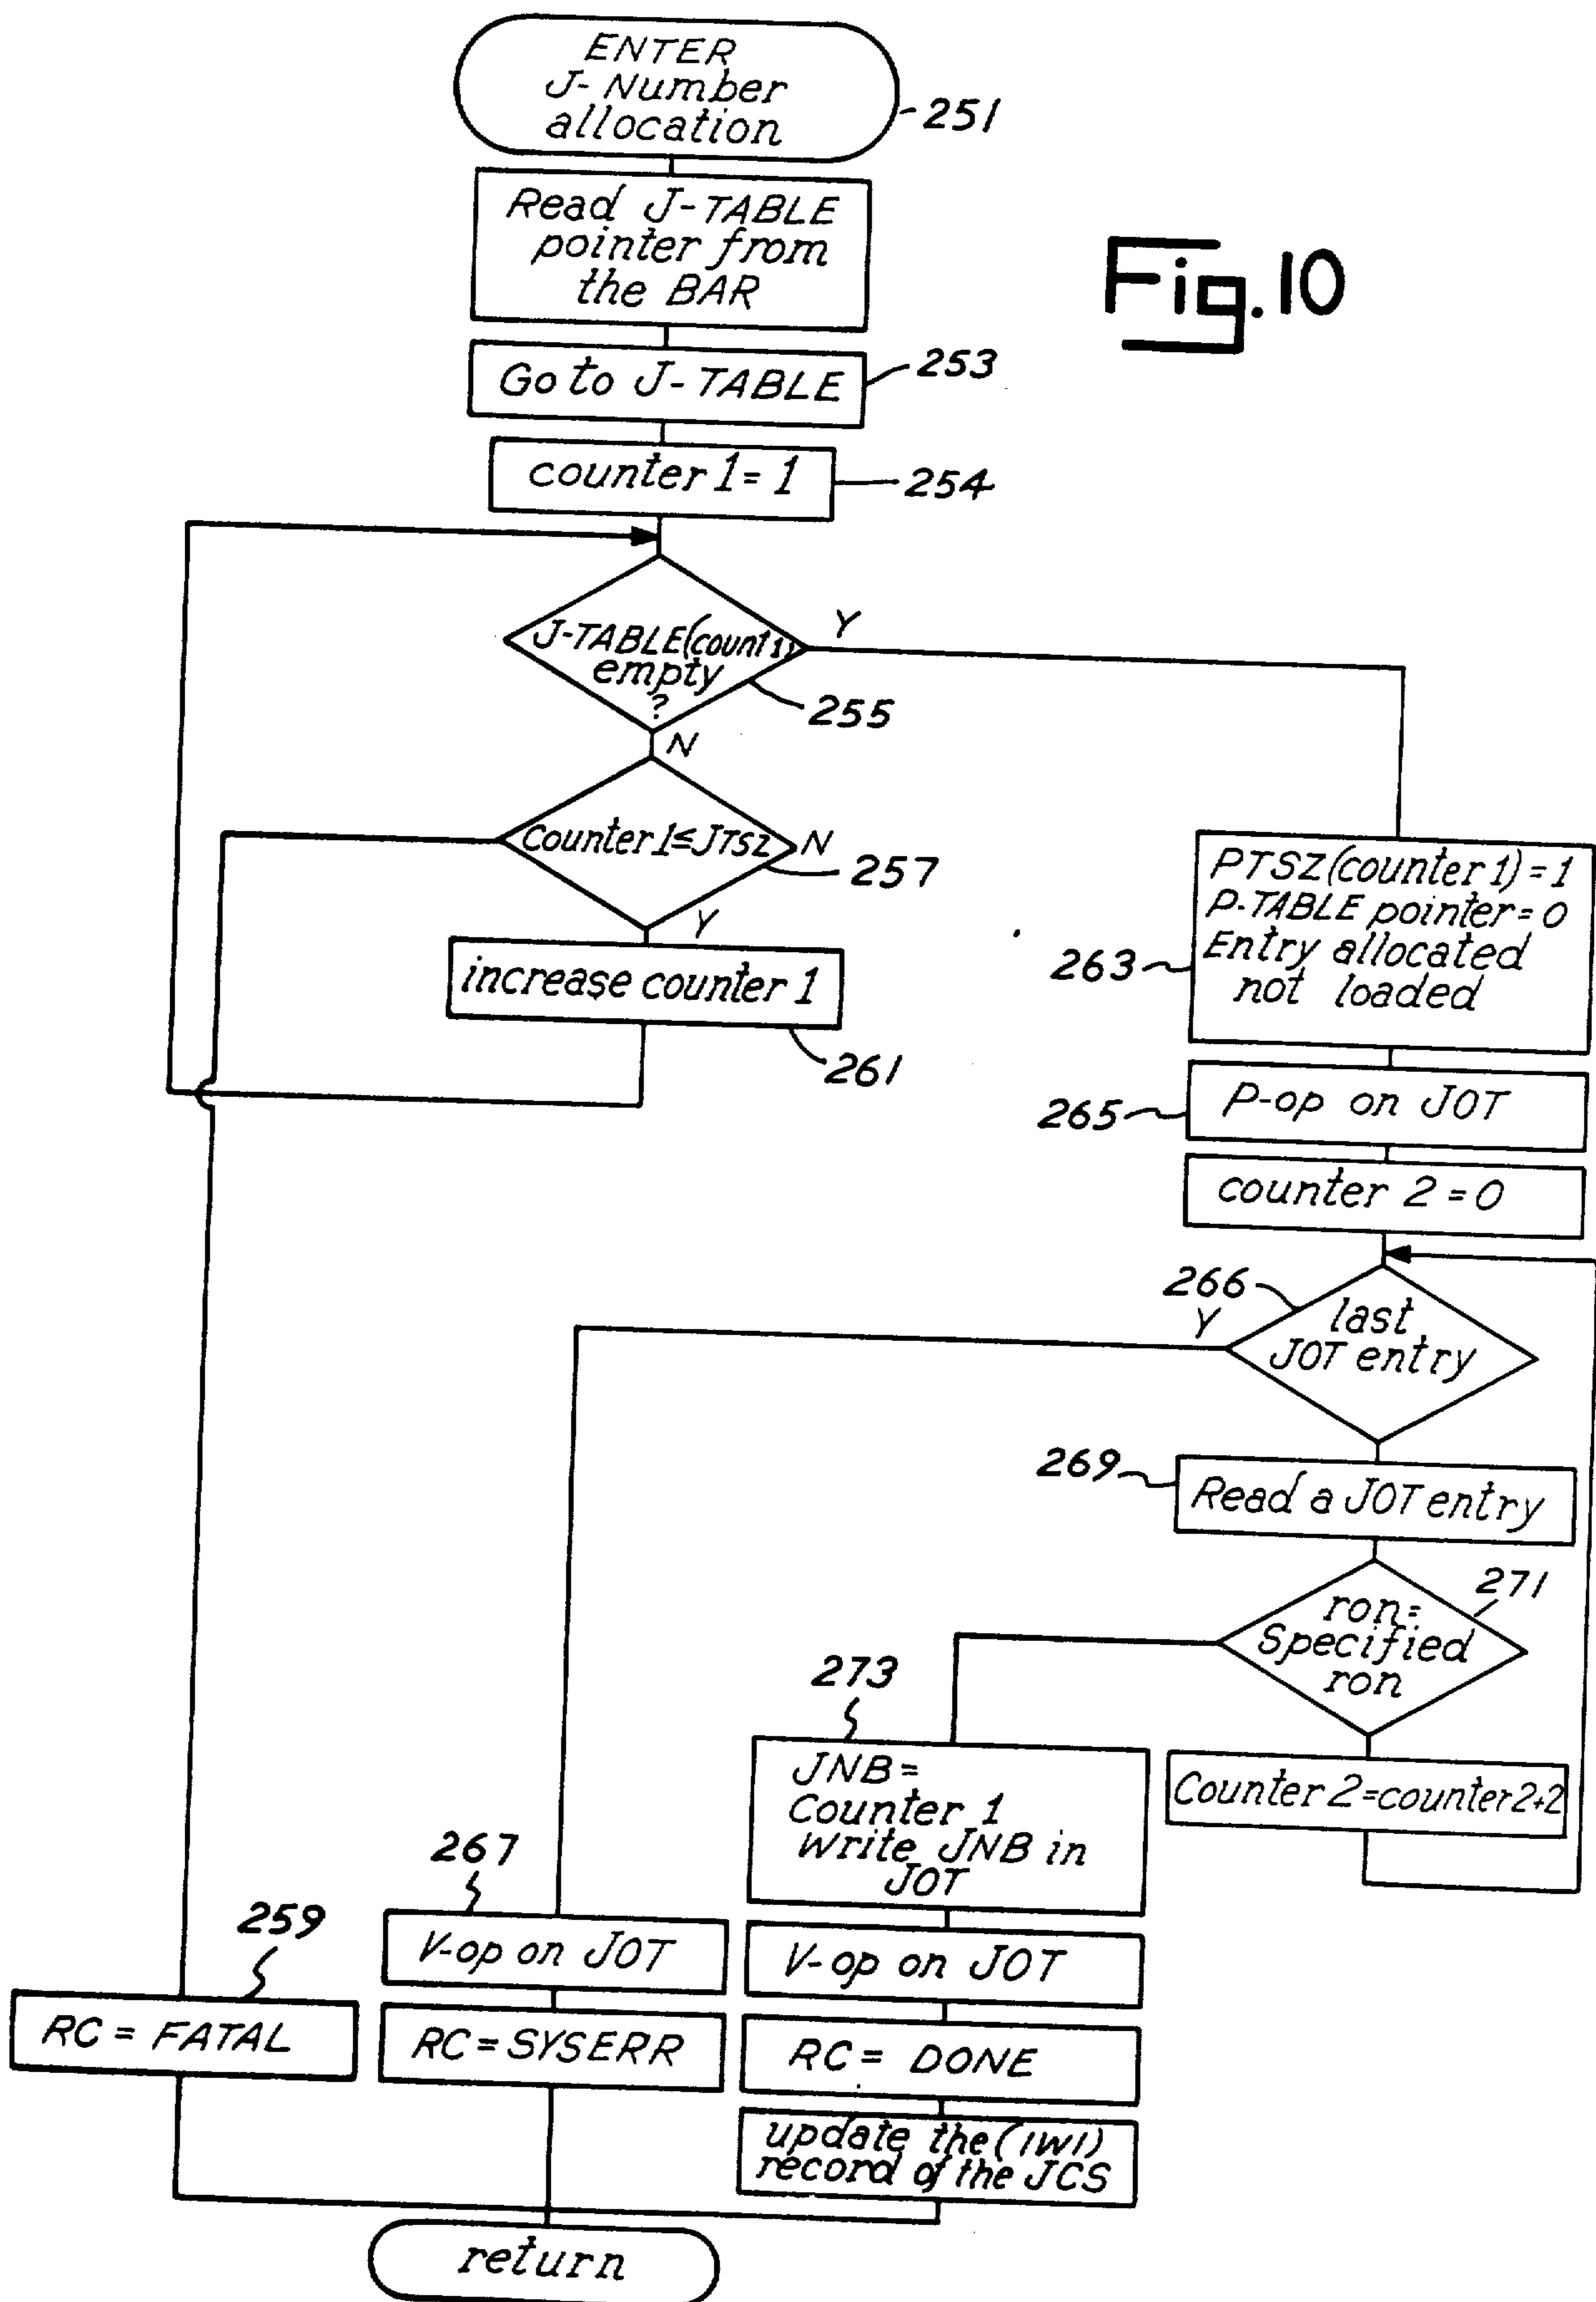 ENTER
J-Number
allocation
251
Read J-TABLE
pointer from
the BAR
Fig. 10
Go to J-TABLE
253
counter 1 = 1
254
J-TABLE (count 1)
empty
?
Y
255
N
Counter 1 ≤ JTSZ
N
257
Y
increase counter 1
261
PTSZ (counter 1) = 1
P-TABLE pointer = 0
Entry allocated
not loaded
263
P-op on JOT
265
counter 2 = 0
266
Y
last
JOT entry
269
Read a JOT entry
271
ron =
Specified
ron
273
JNB =
Counter 1
write JNB in
JOT
Counter 2 = counter 2+2
267
V-op on JOT
V-op on JOT
259
RC = FATAL
RC = SYSERR
RC = DONE
update the (IWI)
record of the JCS
return